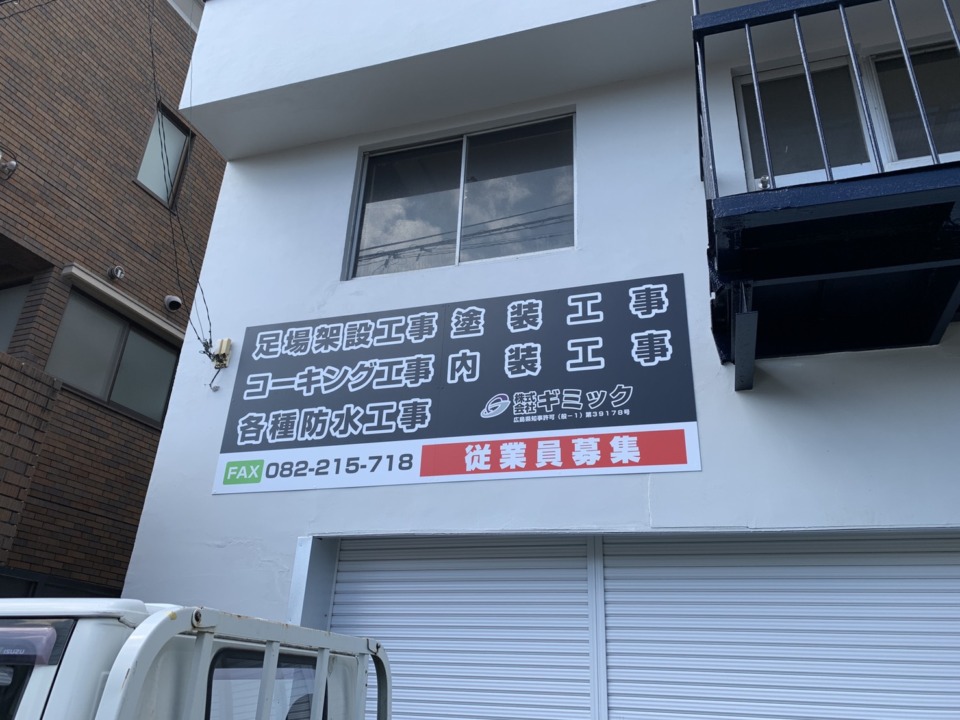 足場架設工事 塗装工事
コーキング工事 内装工事
各種防水工事
株式会社ギミック
広島県知事許可(般-1)第39178号
FAX 082-215-718
従業員募集